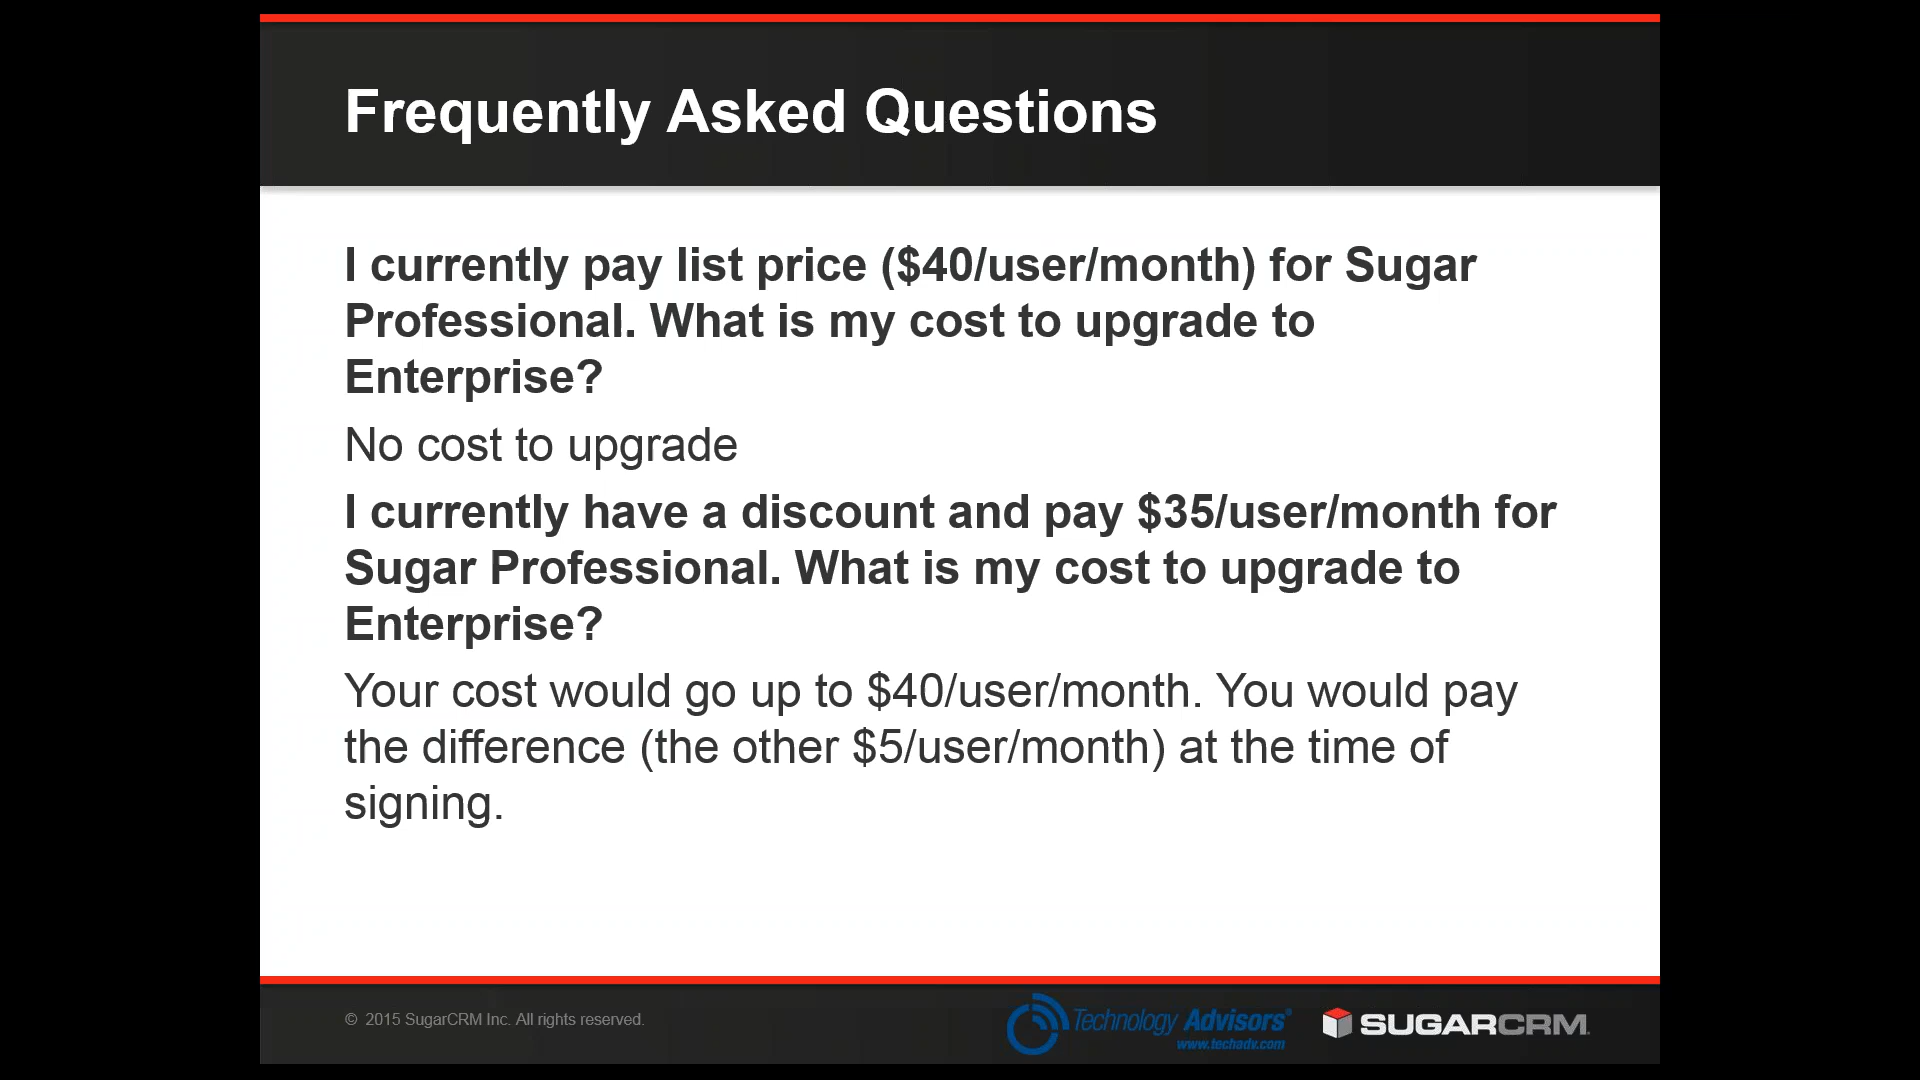 Frequently Asked Questions
I currently pay list price ($40/user/month) for Sugar
Professional. What is my cost to upgrade to
Enterprise?
No cost to upgrade
I currently have a discount and pay $35/user/month for
Sugar Professional. What is my cost to upgrade to
Enterprise?
Your cost would go up to $40/user/month. You would pay
the difference (the other $5/user/month) at the time of
signing.
© 2015 SugarCRM Inc. All rights reserved.
Technology Advisors®
www.techadv.com
SUGARCRM